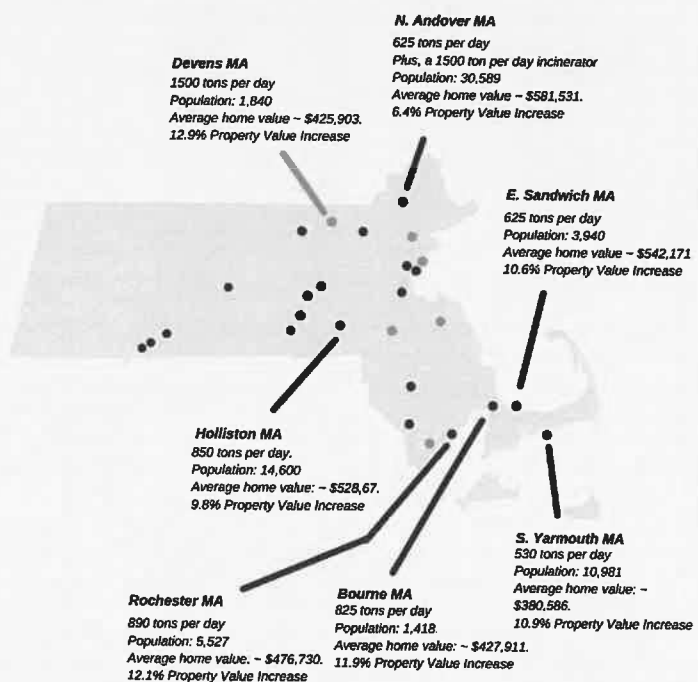 N. Andover MA
625 tons per day
Plus, a 1500 ton per day incinerator
Population: 30,589
Average home value ~ $581,531.
6.4% Property Value Increase
Devens MA
1500 tons per day
Population: 1,840
Average home value ~ $425,903.
12.9% Property Value Increase
E. Sandwich MA
625 tons per day
Population: 3,940
Average home value ~ $542,171
10.6% Property Value Increase
Holliston MA
850 tons per day.
Population: 14,600
Average home value: ~ $528,67.
9.8% Property Value Increase
S. Yarmouth MA
530 tons per day
Population: 10,981
Average home value: ~
$380,586.
10.9% Property Value Increase
Rochester MA
890 tons per day
Population: 5,527
Average home value. ~ $476,730.
12.1% Property Value Increase
Bourne MA
825 tons per day
Population: 1,418.
Average home value: ~ $427,911.
11.9% Property Value Increase